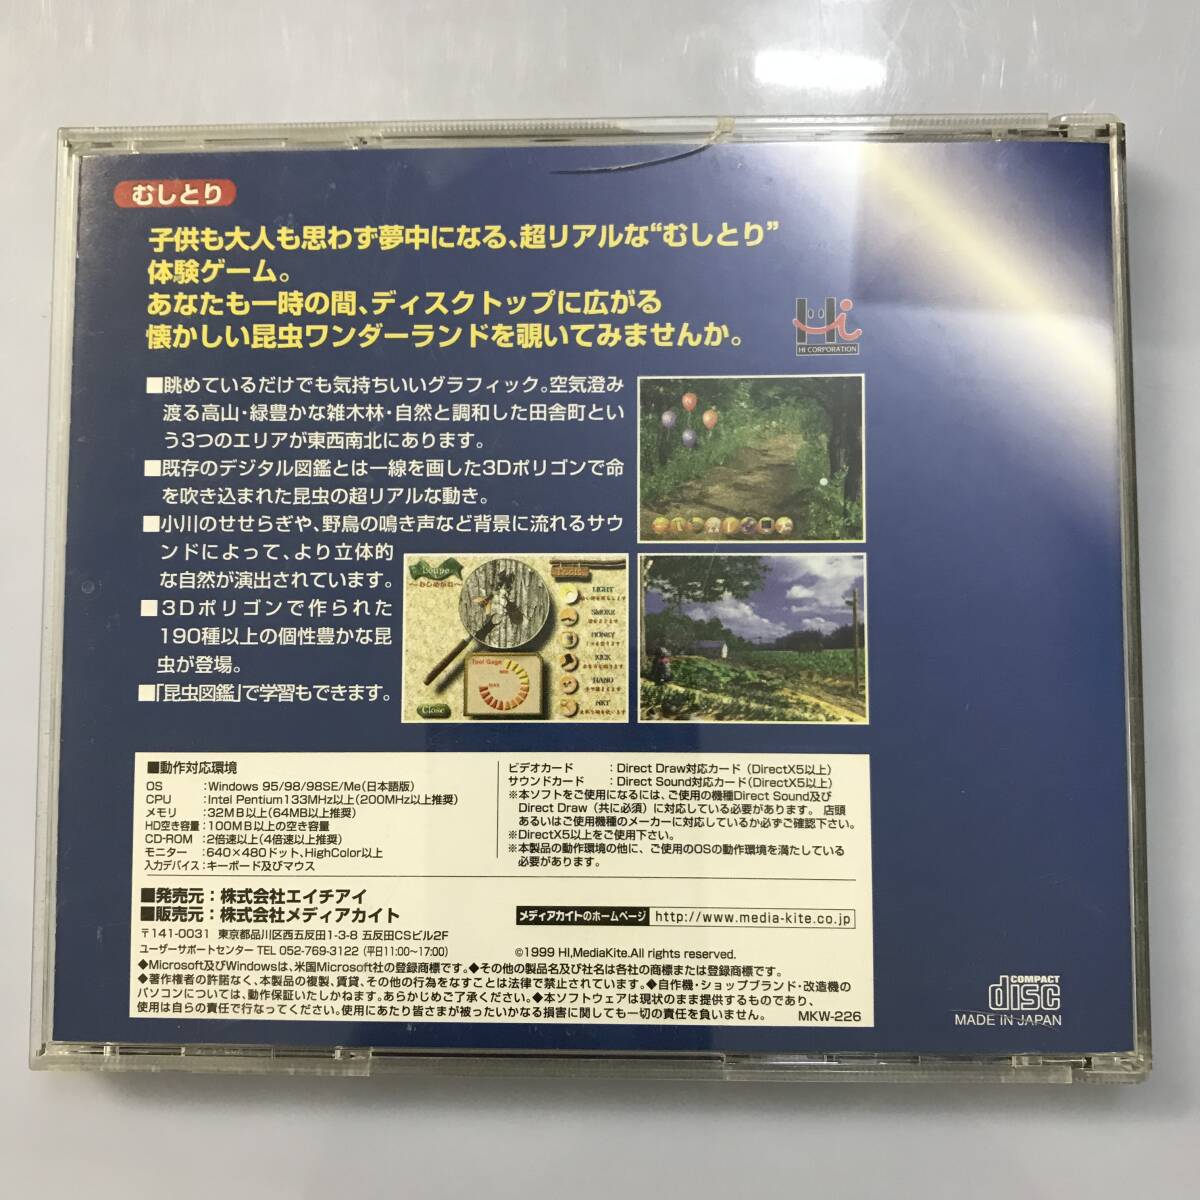 むしとり
子供も大人も思わず夢中になる、超リアルな“むしとり”
体験ゲーム。
あなたも一時の間、ディスクトップに広がる
懐かしい昆虫ワンダーランドを覗いてみませんか。
Hi
HI CORPORATION
■眺めているだけでも気持ちいいグラフィック。空気澄み
渡る高山・緑豊かな雑木林・自然と調和した田舎町とい
う3つのエリアが東西南北にあります。
■既存のデジタル図鑑とは一線を画した3Dポリゴンで命
を吹き込まれた昆虫の超リアルな動き。
■小川のせせらぎや、野鳥の鳴き声など背景に流れるサウ
ンドによって、より立体的
な自然が演出されています。
■3Dポリゴンで作られた
190種以上の個性豊かな昆
虫が登場。
■「昆虫図鑑」で学習もできます。
Loupe
～むしめがね～
Tools
LIGHT
SMOKE
HONEY
KICK
HAND
NET
Tool Gage
MIN
MAX
Close
■動作対応環境
OS :Windows 95/98/98SE/Me(日本語版)
CPU :Intel Pentium133MHz以上(200MHz以上推奨)
メモリ :32MB以上(64MB以上推奨)
HD空き容量:100MB以上の空き容量
CD-ROM :2倍速以上(4倍速以上推奨)
モニター :640×480ドット,HighColor以上
入力デバイス:キーボード及びマウス
ビデオカード :Direct Draw対応カード(DirectX5以上)
サウンドカード :Direct Sound対応カード(DirectX5以上)
※本ソフトをご使用になるには、ご使用の機種Direct Sound及び
Direct Draw(共に必須)に対応している必要があります。 店頭
あるいはご使用機種のメーカーに対応しているか必ずご確認下さい。
※DirectX5以上をご使用下さい。
※本製品の動作環境の他に、ご使用のOSの動作環境を満たしている
必要があります。
■発売元:株式会社エイチアイ
■販売元:株式会社メディアカイト
〒141-0031 東京都品川区西五反田1-3-8 五反田CSビル2F
ユーザーサポートセンター TEL 052-769-3122 (平日11:00〜17:00)
メディアカイトのホームページ http://www.media-kite.co.jp
©1999 HI,MediaKite.All rights reserved.
◆Microsoft及びWindowsは、米国Microsoft社の登録商標です。◆その他の製品名及び社名は各社の商標または登録商標です。
◆著作権者の許諾なく、本製品の複製、賃貸、その他の行為をなすことは法律で禁止されています。◆自作機・ショップブランド・改造機の
パソコンについては、動作保証いたしかねます。あらかじめご了承ください。◆本ソフトウェアは現状のまま提供するものであり、
使用は自らの責任で行なってください。使用にあたり皆さまが被ったいかなる損害に関しても一切の責任を負いません。
MKW-226
COMPACT
disc
MADE IN JAPAN